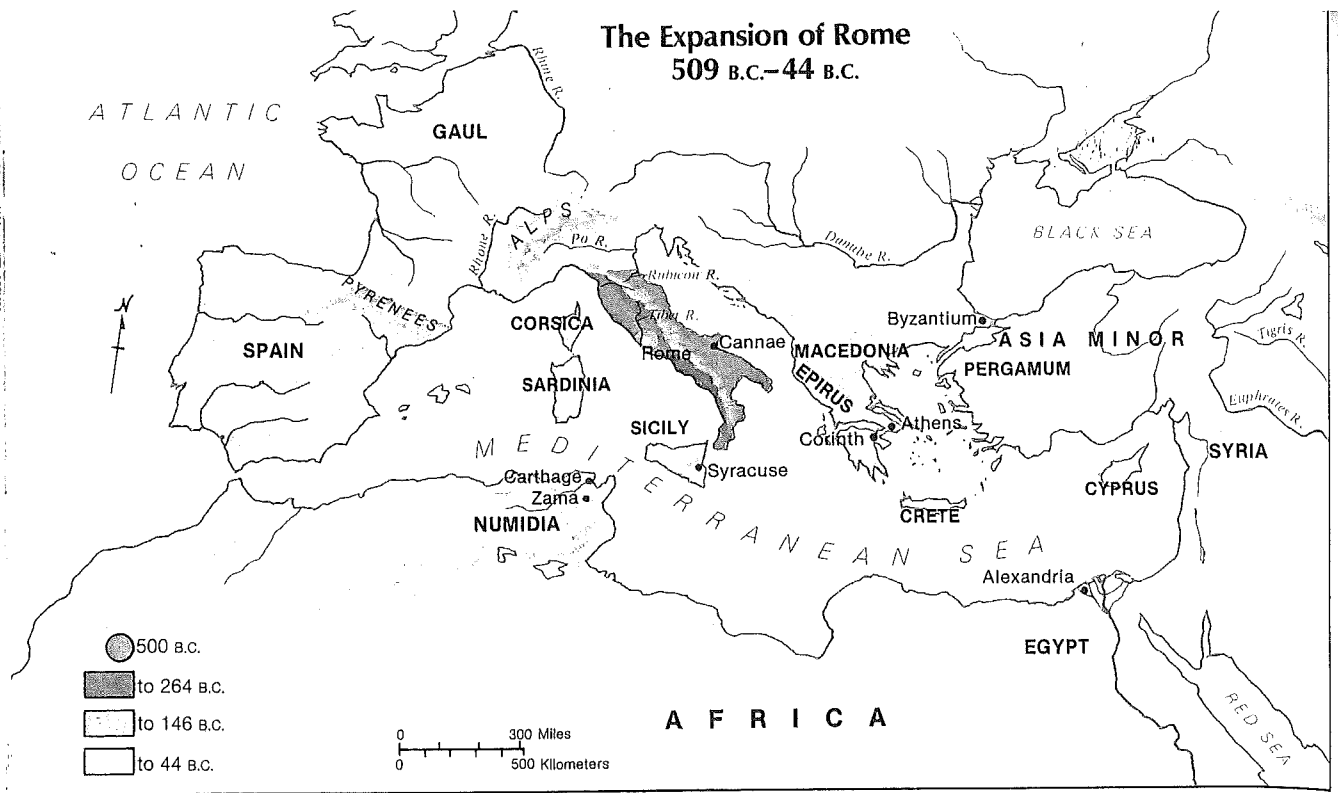 The Expansion of Rome
509 B.C.–44 B.C.
ATLANTIC
OCEAN
GAUL
Rhine R.
ALPS
Rhone R.
Po R.
Danube R.
BLACK SEA
Rubicon R.
PYRENEES
N
SPAIN
CORSICA
Tiber R.
Rome
Cannae
SARDINIA
MACEDONIA
EPIRUS
Byzantium
ASIA MINOR
PERGAMUM
Tigris R.
Euphrates R.
SICILY
Corinth
Athens
SYRIA
MEDITERRANEAN SEA
Carthage
Syracuse
Zama
NUMIDIA
CYPRUS
CRETE
Alexandria
EGYPT
RED SEA
AFRICA
500 B.C.
to 264 B.C.
to 146 B.C.
to 44 B.C.
0 300 Miles
0 500 Kilometers